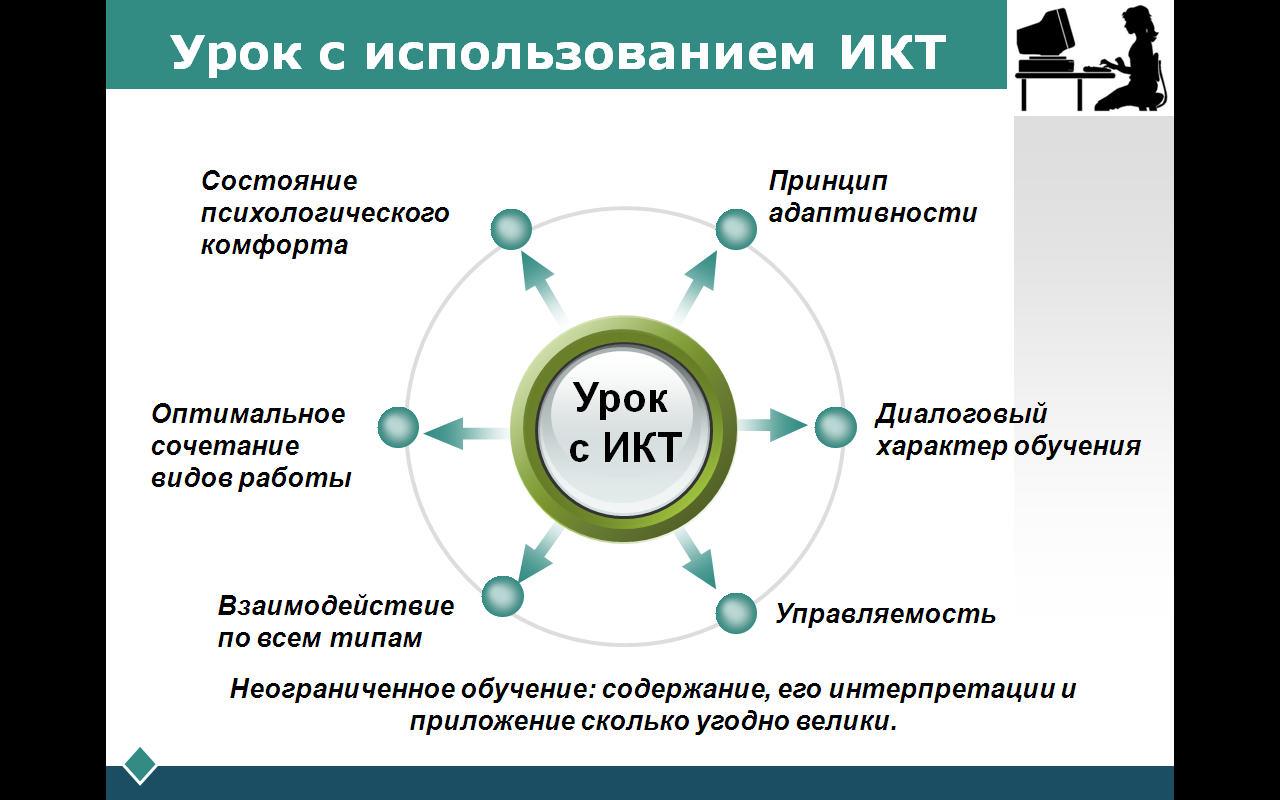 Урок с использованием ИКТ
Состояние
психологического
комфорта
Принцип
адаптивности
Оптимальное
сочетание
видов работы
Урок
с ИКТ
Диалоговый
характер обучения
Взаимодействие
по всем типам
Управляемость
Неограниченное обучение: содержание, его интерпретации и
приложение сколько угодно велики.